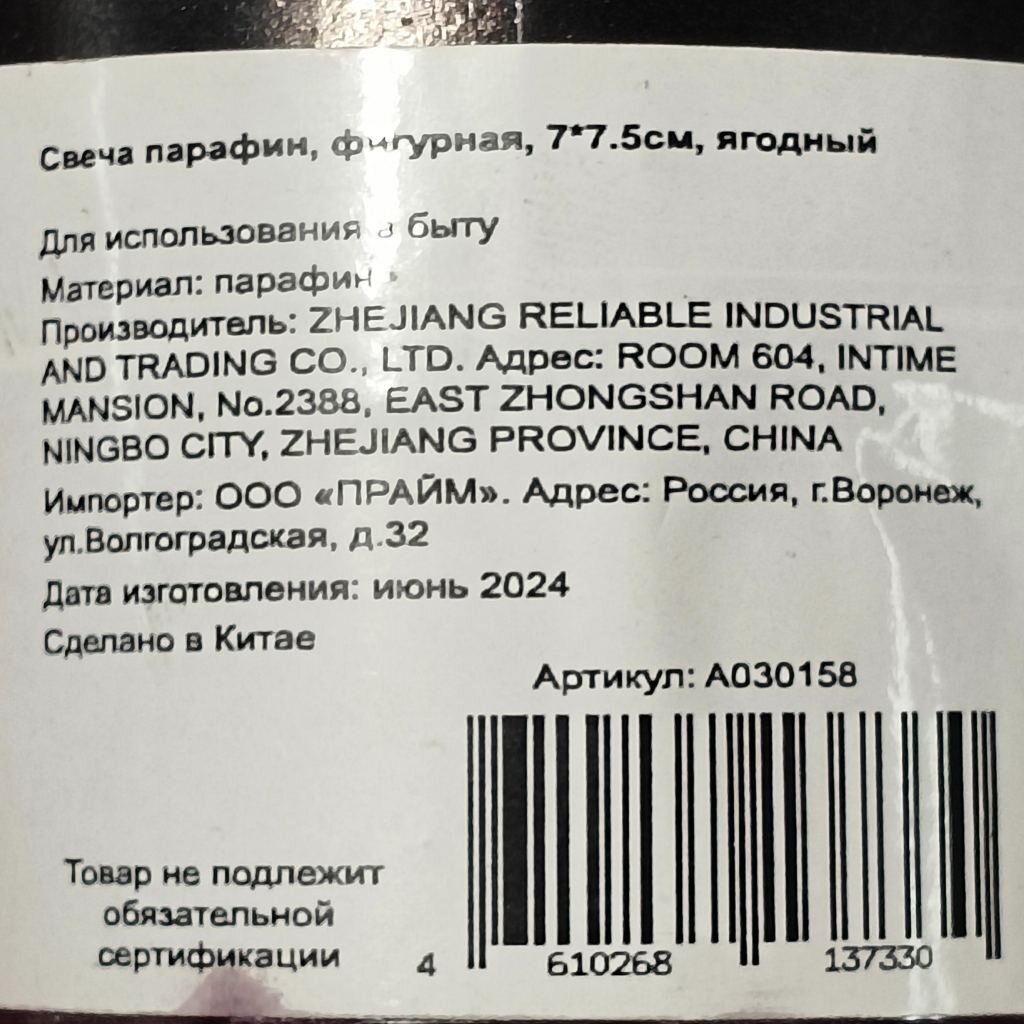 Свеча парафин, фигурная, 7*7.5см, ягодный
Для использования в быту
Материал: парафин
Производитель: ZHEJIANG RELIABLE INDUSTRIAL
AND TRADING CO., LTD. Адрес: ROOM 604, INTIME
MANSION, No.2388, EAST ZHONGSHAN ROAD,
NINGBO CITY, ZHEJIANG PROVINCE, CHINA
Импортер: ООО «ПРАЙМ». Адрес: Россия, г.Воронеж,
ул.Волгоградская, д.32
Дата изготовления: июнь 2024
Сделано в Китае
Артикул: А030158
Товар не подлежит
обязательной
сертификации
4 610268 137330